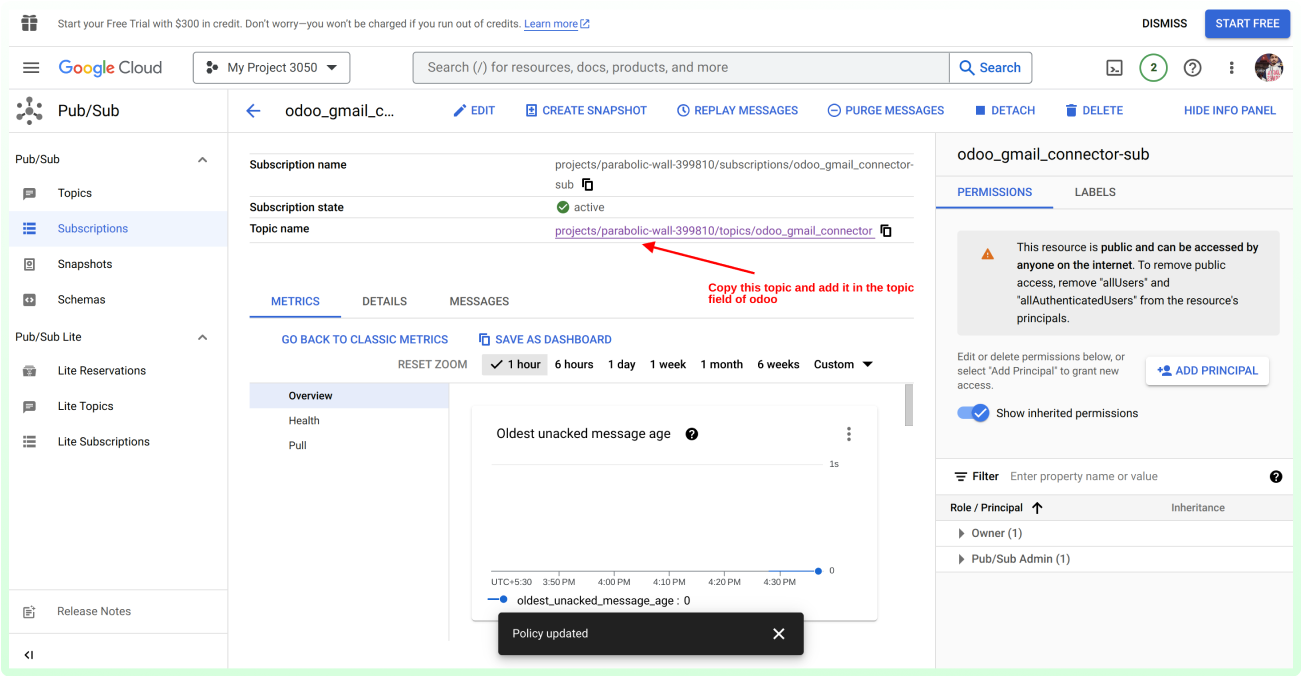 Start your Free Trial with $300 in credit. Don't worry—you won't be charged if you run out of credits. Learn more
DISMISS
START FREE
Google Cloud
My Project 3050
Search (/) for resources, docs, products, and more
Search
2
Pub/Sub
odoo_gmail_c...
EDIT
CREATE SNAPSHOT
REPLAY MESSAGES
PURGE MESSAGES
DETACH
DELETE
HIDE INFO PANEL
Pub/Sub
Topics
Subscriptions
Snapshots
Schemas
Pub/Sub Lite
Lite Reservations
Lite Topics
Lite Subscriptions
Release Notes
Subscription name
projects/parabolic-wall-399810/subscriptions/odoo_gmail_connector-
sub
Subscription state
active
Topic name
projects/parabolic-wall-399810/topics/odoo_gmail_connector
Copy this topic and add it in the topic
field of odoo
METRICS
DETAILS
MESSAGES
GO BACK TO CLASSIC METRICS
SAVE AS DASHBOARD
RESET ZOOM
1 hour
6 hours
1 day
1 week
1 month
6 weeks
Custom
Overview
Health
Pull
Oldest unacked message age
1s
0
UTC+5:30
3:50 PM
4:00 PM
4:10 PM
4:20 PM
4:30 PM
oldest_unacked_message_age : 0
Policy updated
odoo_gmail_connector-sub
PERMISSIONS
LABELS
This resource is public and can be accessed by
anyone on the internet. To remove public
access, remove "allUsers" and
"allAuthenticatedUsers" from the resource's
principals.
Edit or delete permissions below, or
select "Add Principal" to grant new
access.
ADD PRINCIPAL
Show inherited permissions
Filter
Enter property name or value
Role / Principal
Inheritance
Owner (1)
Pub/Sub Admin (1)